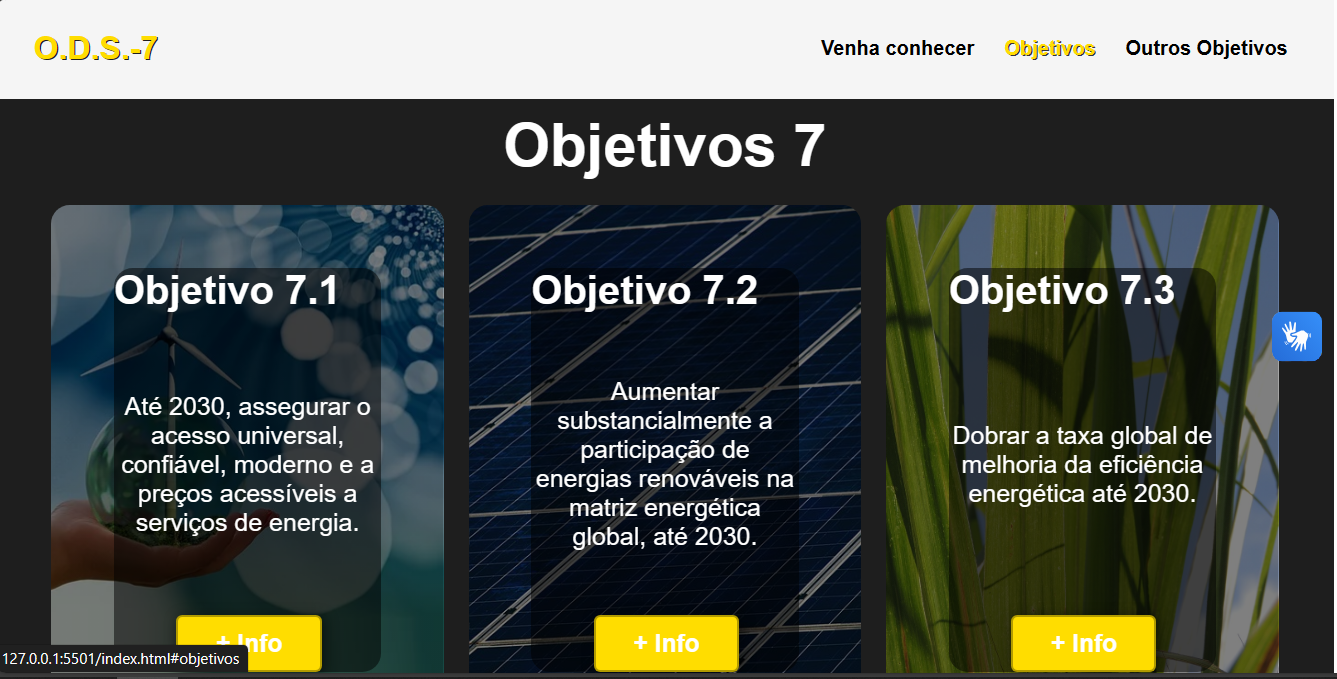 O.D.S.-7
Venha conhecer
Objetivos
Outros Objetivos
Objetivos 7
Objetivo 7.1
Até 2030, assegurar o
acesso universal,
confiável, moderno e a
preços acessíveis a
serviços de energia.
+ Info
Objetivo 7.2
Aumentar
substancialmente a
participação de
energias renováveis na
matriz energética
global, até 2030.
+ Info
Objetivo 7.3
Dobrar a taxa global de
melhoria da eficiência
energética até 2030.
+ Info
127.0.0.1:5501/index.html#objetivos